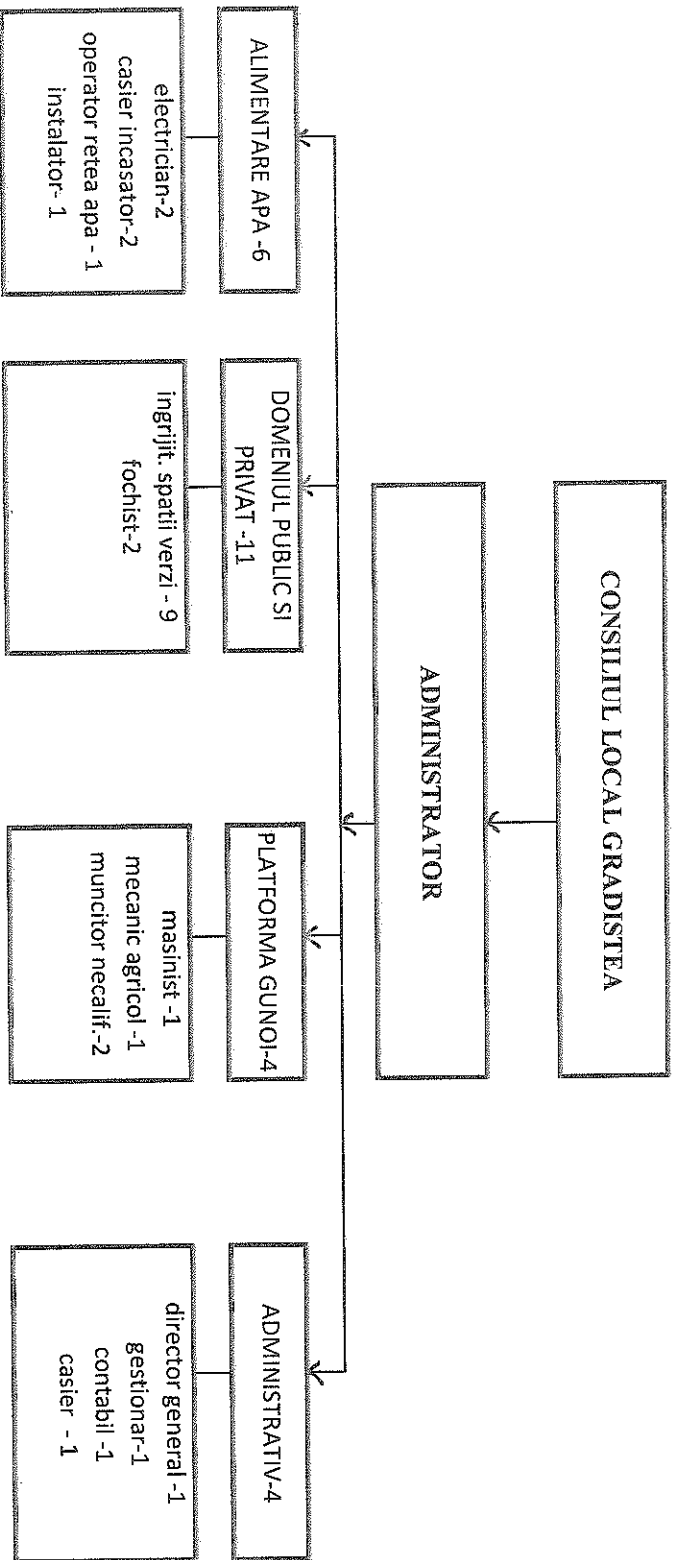 CONSILIUL LOCAL GRADISTEA
ADMINISTRATOR
ALIMENTARE APA -6
electrician-2
casier incasator-2
operator retea apa - 1
instalator- 1
DOMENIUL PUBLIC SI
PRIVAT -11
ingrijit. spatii verzi - 9
fochist-2
PLATFORMA GUNOI-4
masinist -1
mecanic agricol -1
muncitor necalif.-2
ADMINISTRATIV-4
director general -1
gestionar-1
contabil -1
casier - 1